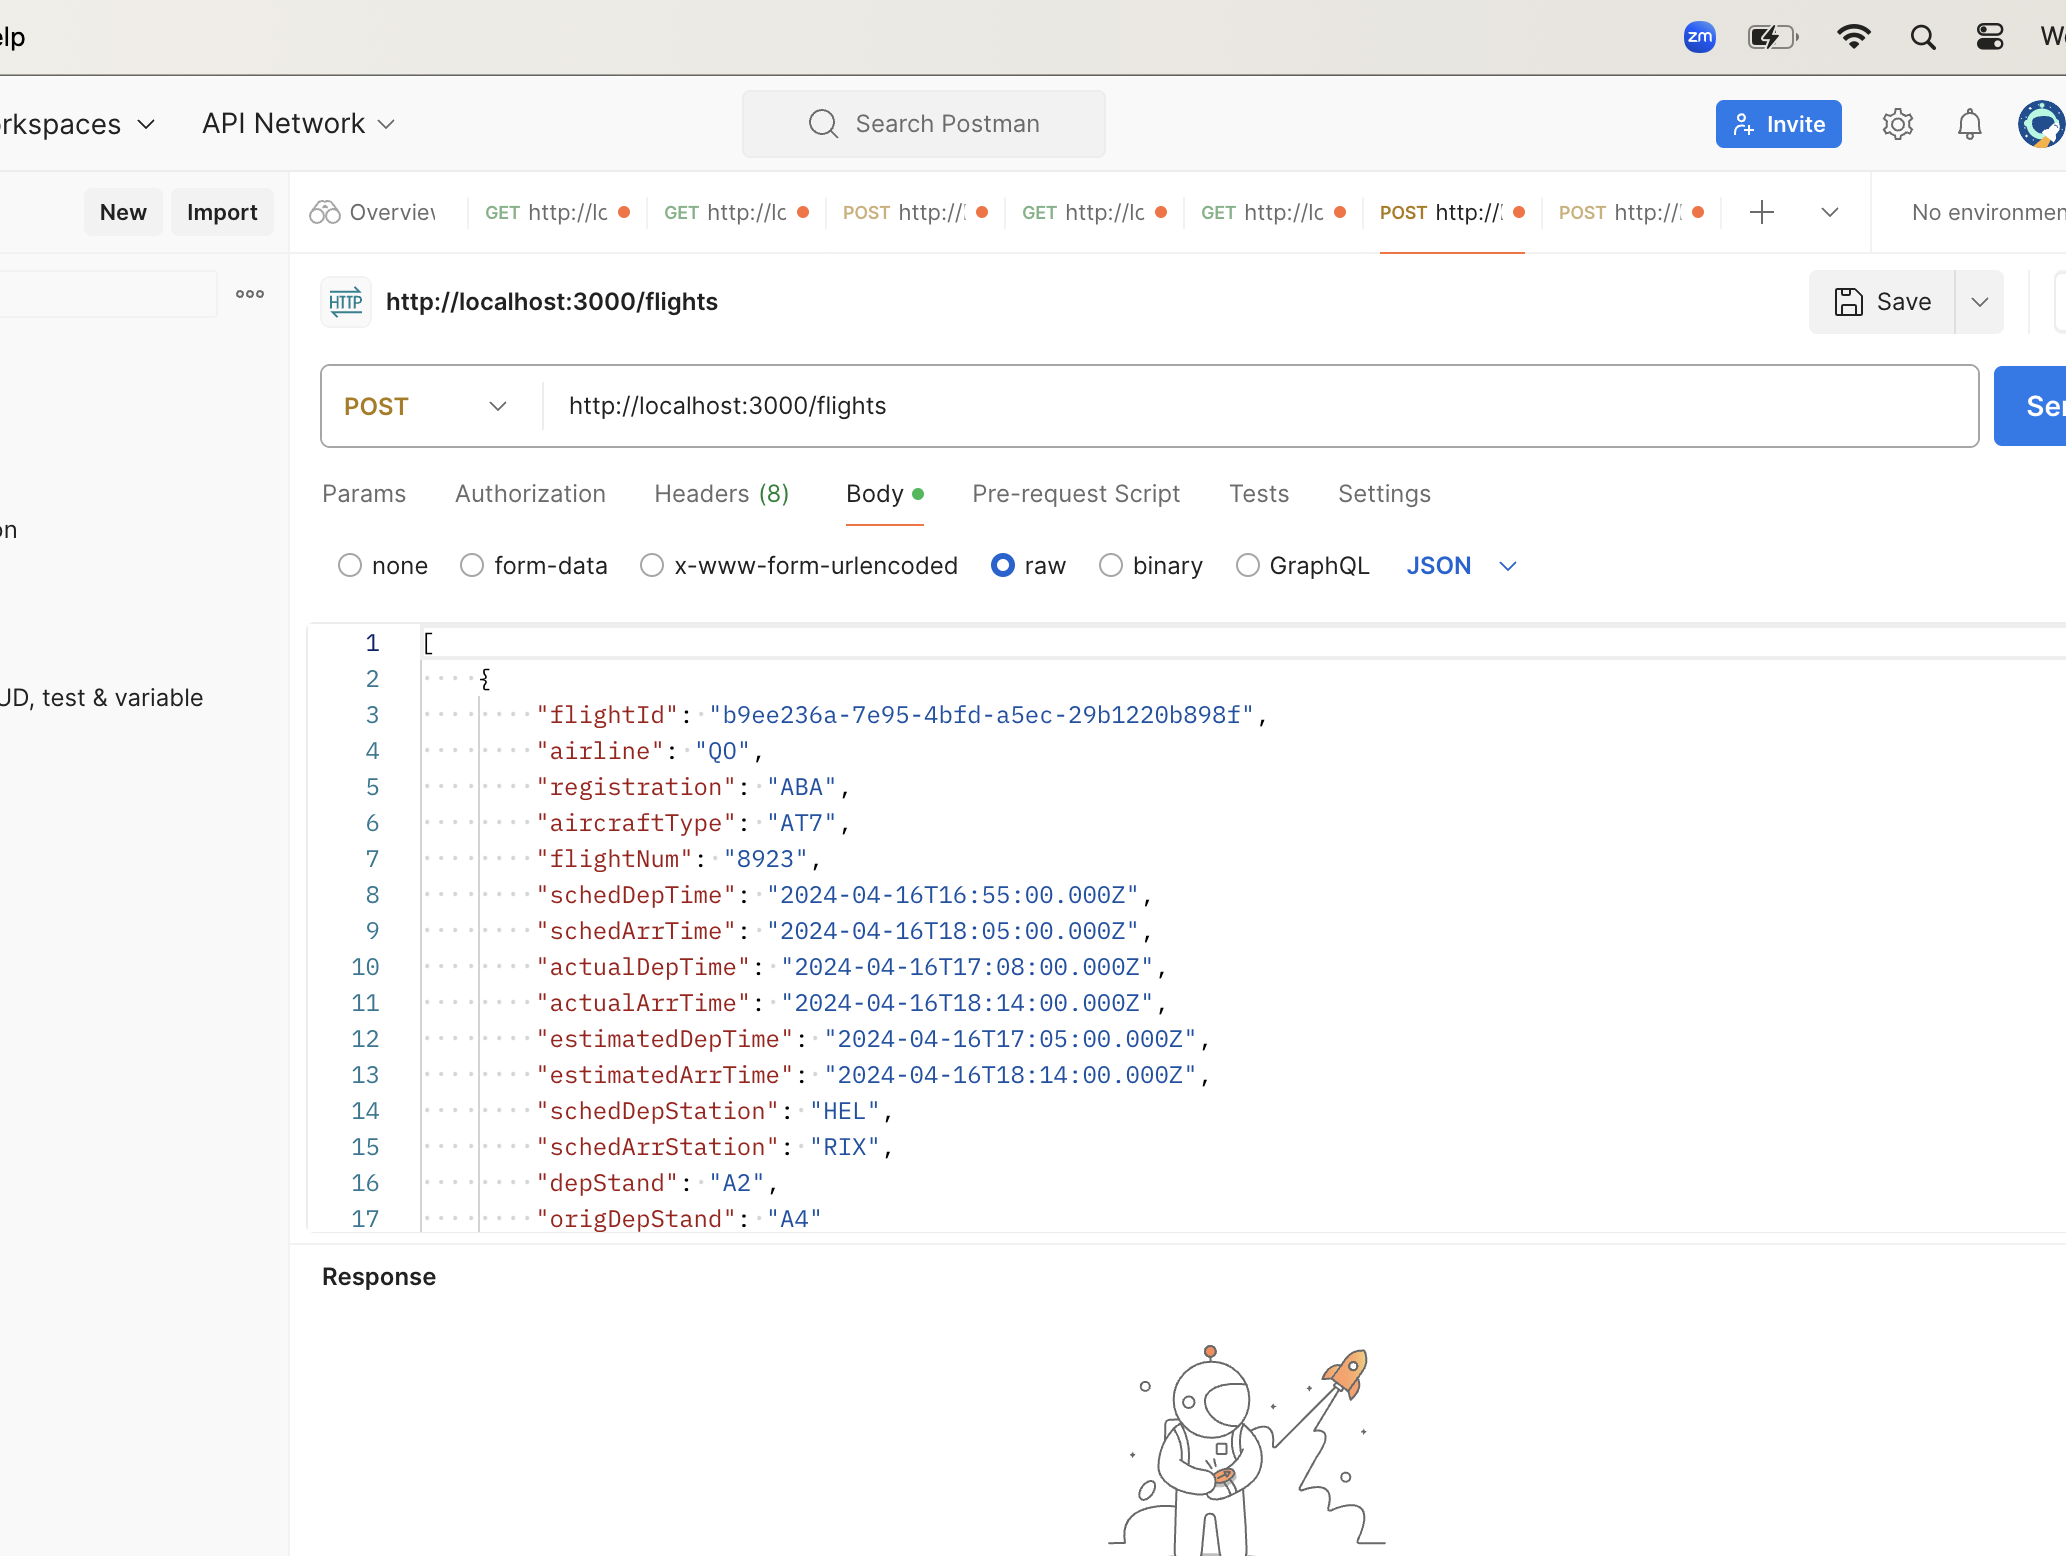 elp
zm
We
rkspaces
API Network
Search Postman
Invite
New
Import
Overview
GET http://lc
GET http://lc
POST http://
GET http://lc
GET http://lc
POST http://
POST http://
No environmen
HTTP
http://localhost:3000/flights
Save
POST
http://localhost:3000/flights
Sen
Params
Authorization
Headers (8)
Body
Pre-request Script
Tests
Settings
on
none
form-data
x-www-form-urlencoded
raw
binary
GraphQL
JSON
UD, test & variable
1 [
2 {
3 "flightId": "b9ee236a-7e95-4bfd-a5ec-29b1220b898f",
4 "airline": "QO",
5 "registration": "ABA",
6 "aircraftType": "AT7",
7 "flightNum": "8923",
8 "schedDepTime": "2024-04-16T16:55:00.000Z",
9 "schedArrTime": "2024-04-16T18:05:00.000Z",
10 "actualDepTime": "2024-04-16T17:08:00.000Z",
11 "actualArrTime": "2024-04-16T18:14:00.000Z",
12 "estimatedDepTime": "2024-04-16T17:05:00.000Z",
13 "estimatedArrTime": "2024-04-16T18:14:00.000Z",
14 "schedDepStation": "HEL",
15 "schedArrStation": "RIX",
16 "depStand": "A2",
17 "origDepStand": "A4"
Response